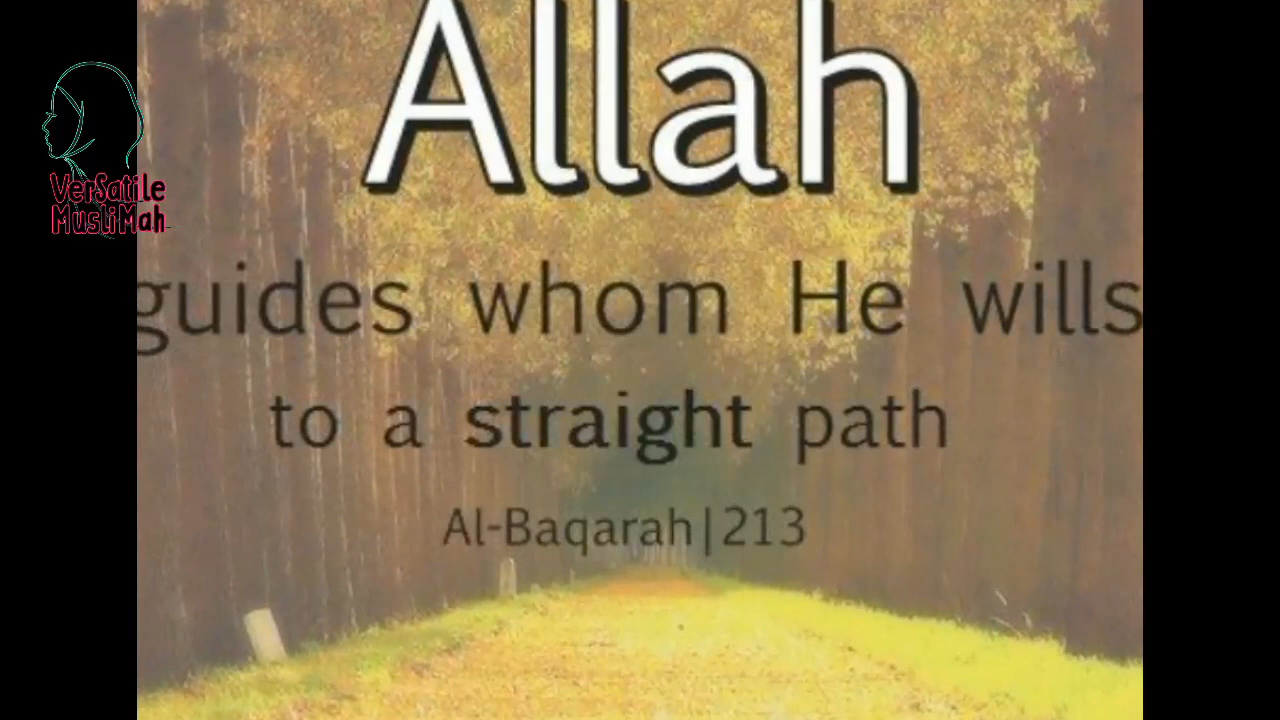 Allah
VerSatile
MusliMah
guides whom He wills
to a straight path
Al-Baqarah|213